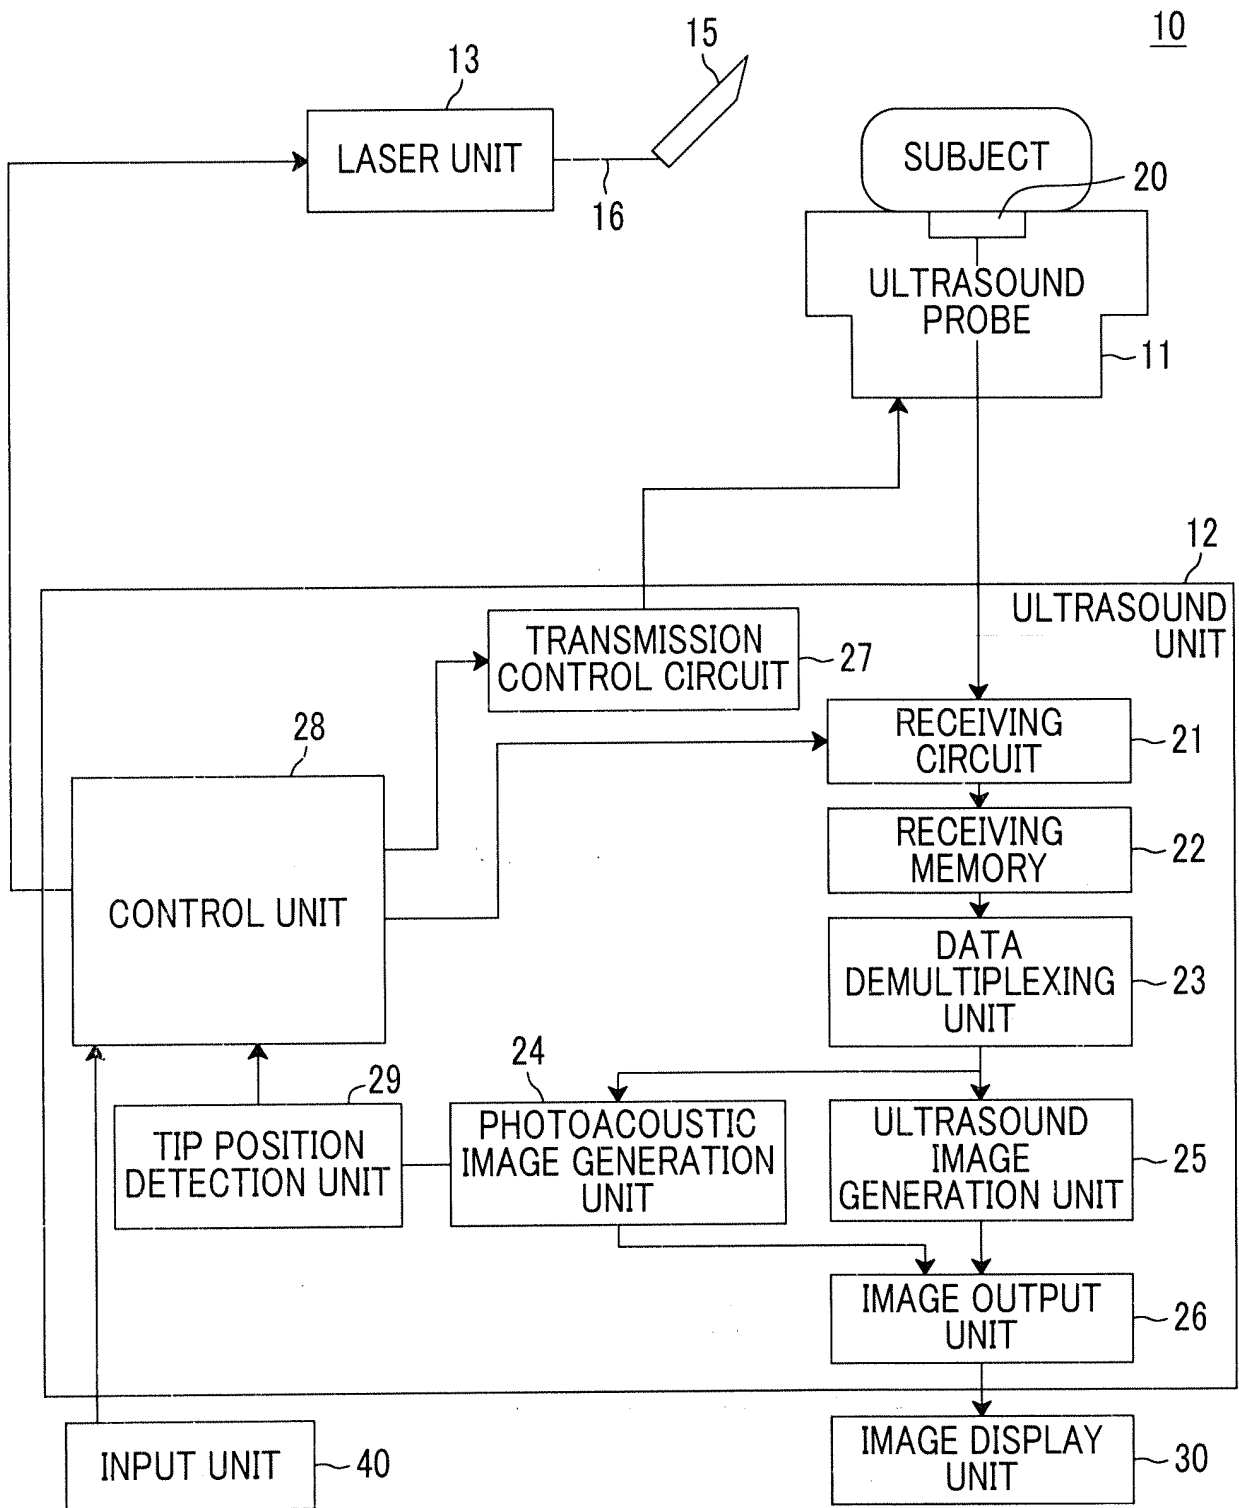 10
15
13
LASER UNIT
16
SUBJECT
20
ULTRASOUND
PROBE
11
12
ULTRASOUND
UNIT
TRANSMISSION
CONTROL CIRCUIT
27
RECEIVING
CIRCUIT
21
28
CONTROL UNIT
RECEIVING
MEMORY
22
DATA
DEMULTIPLEXING
UNIT
23
24
29
TIP POSITION
DETECTION UNIT
PHOTOACOUSTIC
IMAGE GENERATION
UNIT
ULTRASOUND
IMAGE
GENERATION UNIT
25
IMAGE OUTPUT
UNIT
26
INPUT UNIT
40
IMAGE DISPLAY
UNIT
30